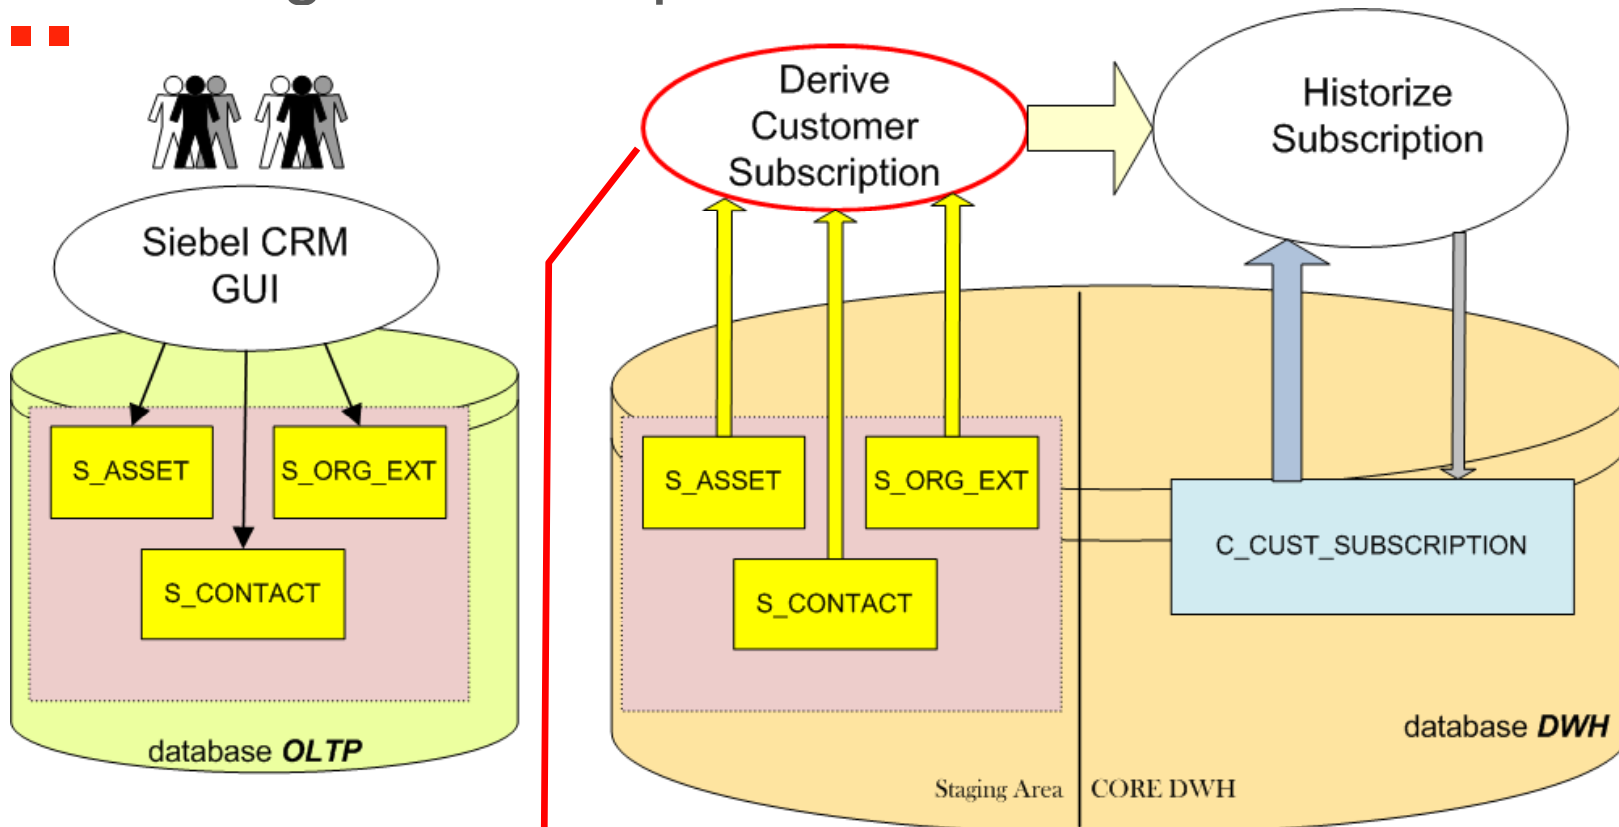 Derive
Customer
Subscription
Historize
Subscription
Siebel CRM
GUI
S_ASSET
S_ORG_EXT
S_CONTACT
database OLTP
S_ASSET
S_ORG_EXT
S_CONTACT
C_CUST_SUBSCRIPTION
database DWH
Staging Area
CORE DWH